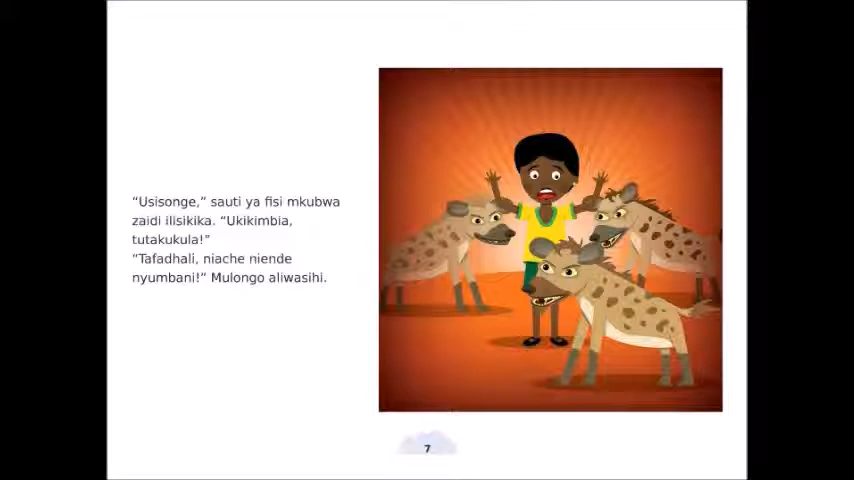 “Usisonge,” sauti ya fisi mkubwa
zaidi ilisikika. “Ukikimbia,
tutakukula!”
“Tafadhali, niache niende
nyumbani!” Mulongo aliwasihi.
7